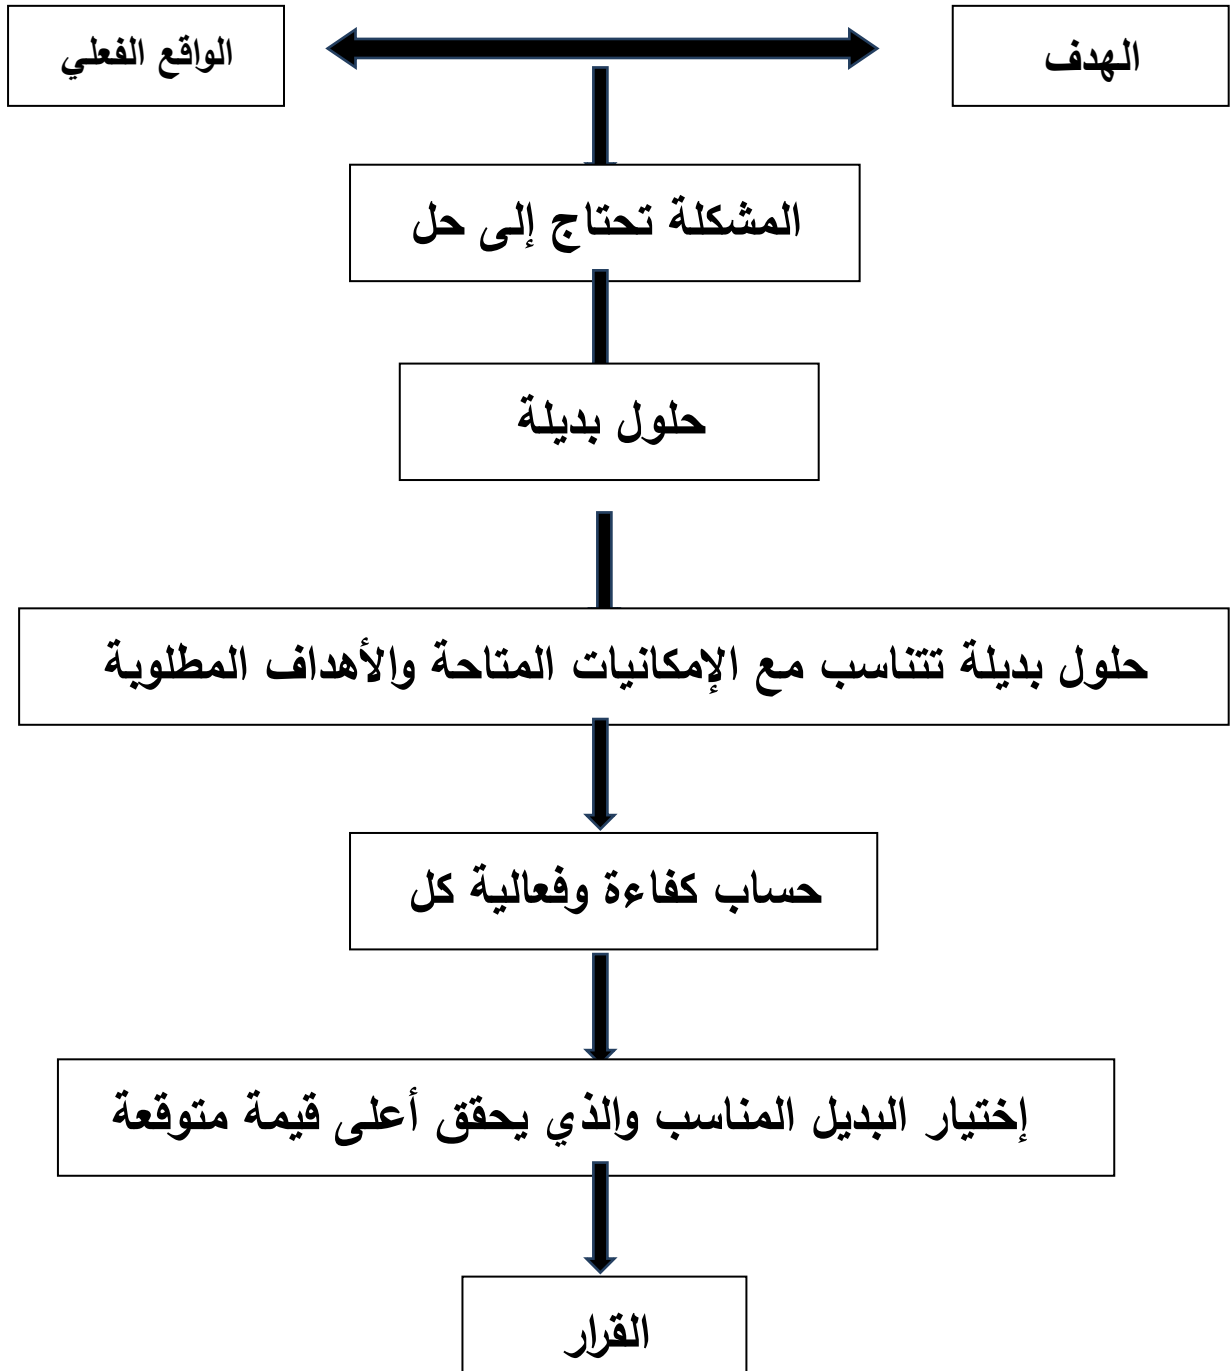 الهدف
الواقع الفعلي
المشكلة تحتاج إلى حل
حلول بديلة
حلول بديلة تتناسب مع الإمكانيات المتاحة والأهداف المطلوبة
حساب كفاءة وفعالية كل
إختيار البديل المناسب والذي يحقق أعلى قيمة متوقعة
القرار